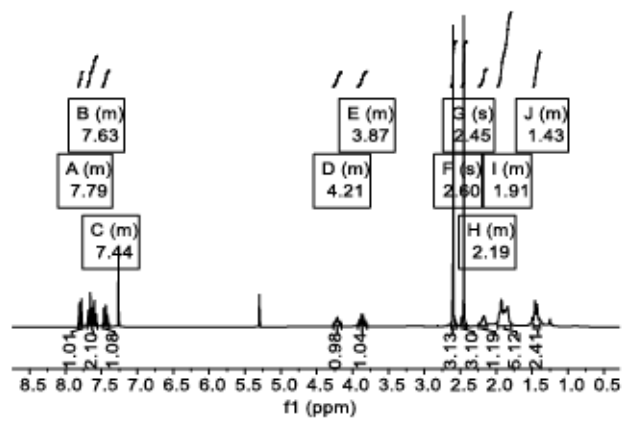 B (m)
7.63
E (m)
3.87
G (s)
2.45
J (m)
1.43
A (m)
7.79
D (m)
4.21
F (s)
2.60
I (m)
1.91
C (m)
7.44
H (m)
2.19
1.01
2.10
1.08
0.98
1.04
3.13
3.10
1.19
5.12
2.41
8.5 8.0 7.5 7.0 6.5 6.0 5.5 5.0 4.5 4.0 3.5 3.0 2.5 2.0 1.5 1.0 0.5
f1 (ppm)